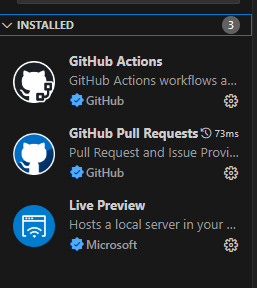 INSTALLED 3
GitHub Actions
GitHub Actions workflows a...
GitHub
GitHub Pull Requests 73ms
Pull Request and Issue Provi...
GitHub
Live Preview
Hosts a local server in your ...
Microsoft